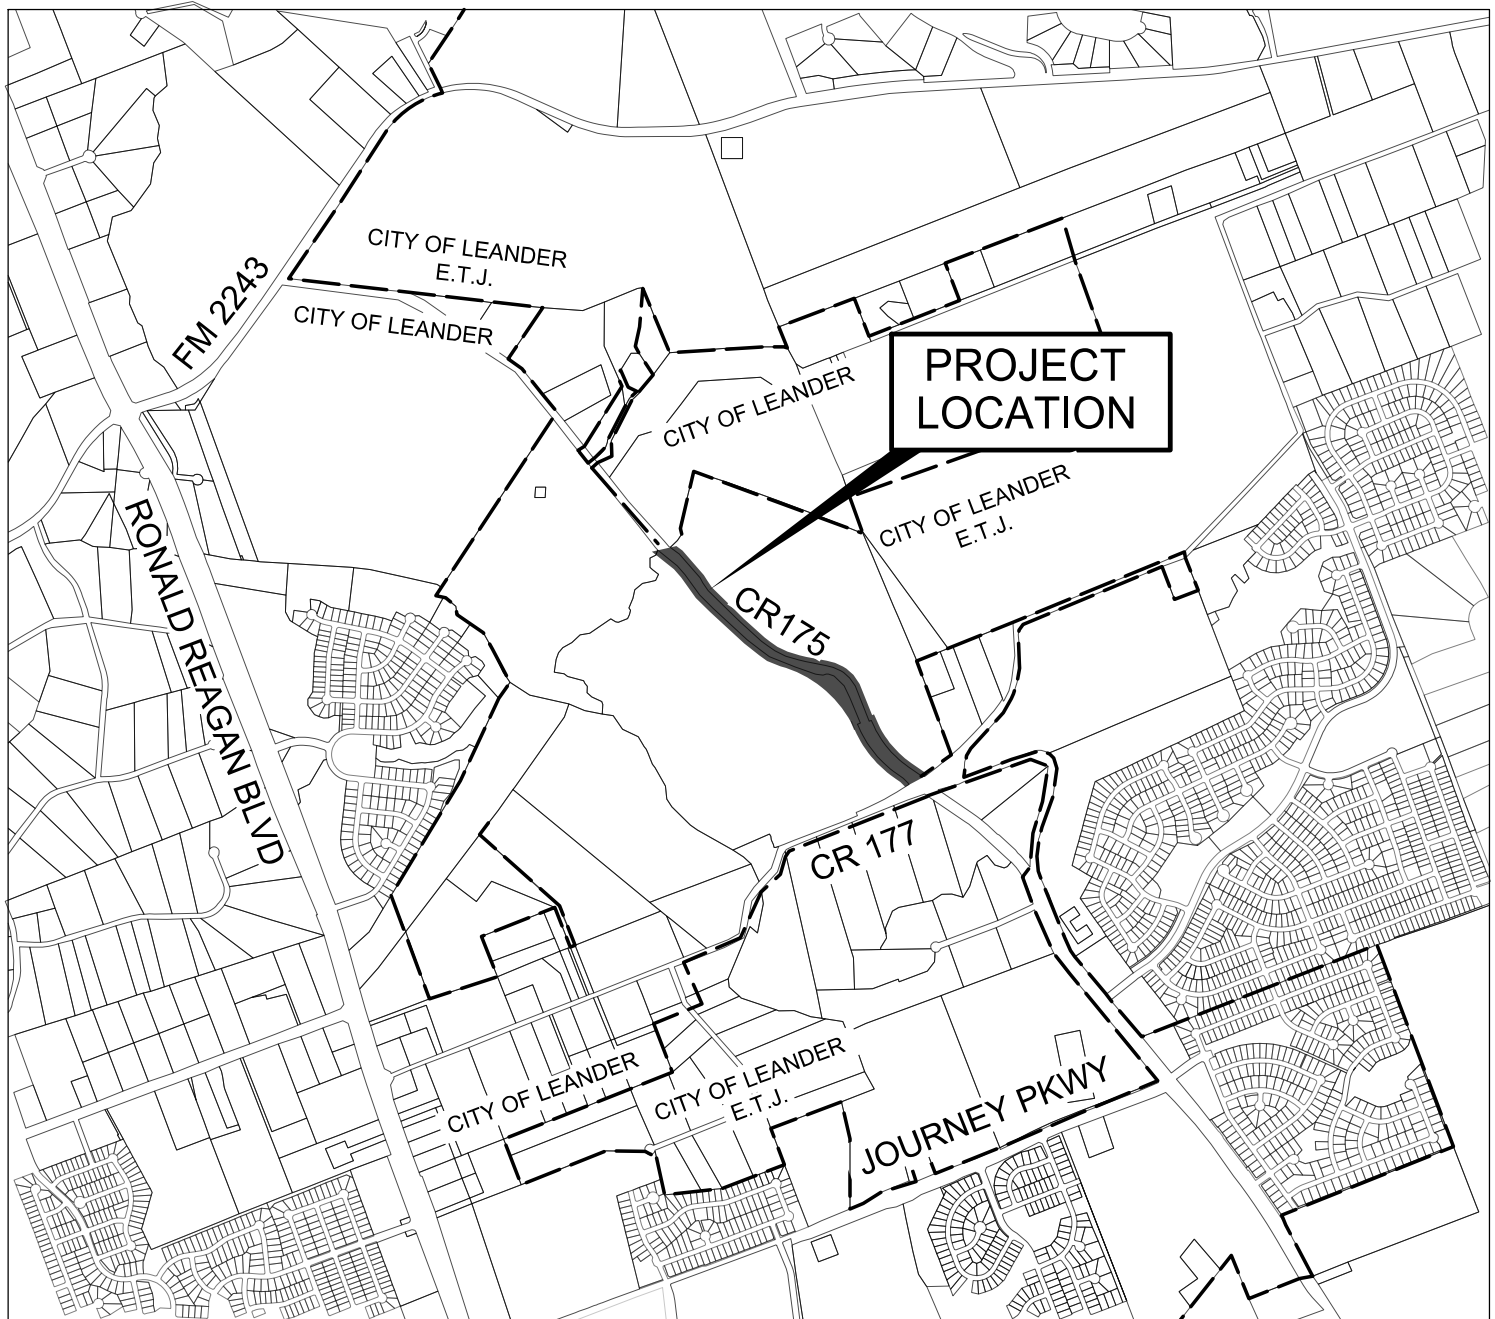 CITY OF LEANDER
E.T.J.
FM 2243
CITY OF LEANDER
PROJECT
LOCATION
CITY OF LEANDER
CITY OF LEANDER
E.T.J.
RONALD REAGAN BLVD
CR175
CR 177
CITY OF LEANDER
CITY OF LEANDER
E.T.J.
JOURNEY PKWY